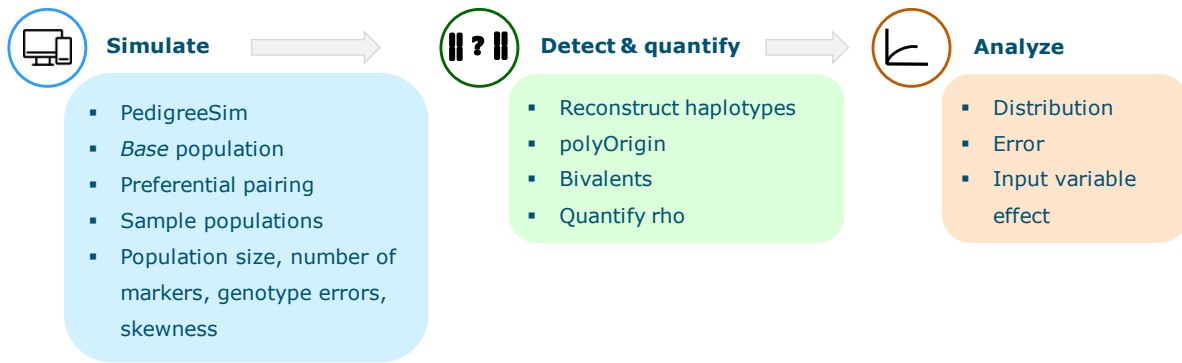 Simulate
▪ PedigreeSim
▪ Base population
▪ Preferential pairing
▪ Sample populations
▪ Population size, number of
markers, genotype errors,
skewness
?
Detect & quantify
▪ Reconstruct haplotypes
▪ polyOrigin
▪ Bivalents
▪ Quantify rho
Analyze
▪ Distribution
▪ Error
▪ Input variable
effect